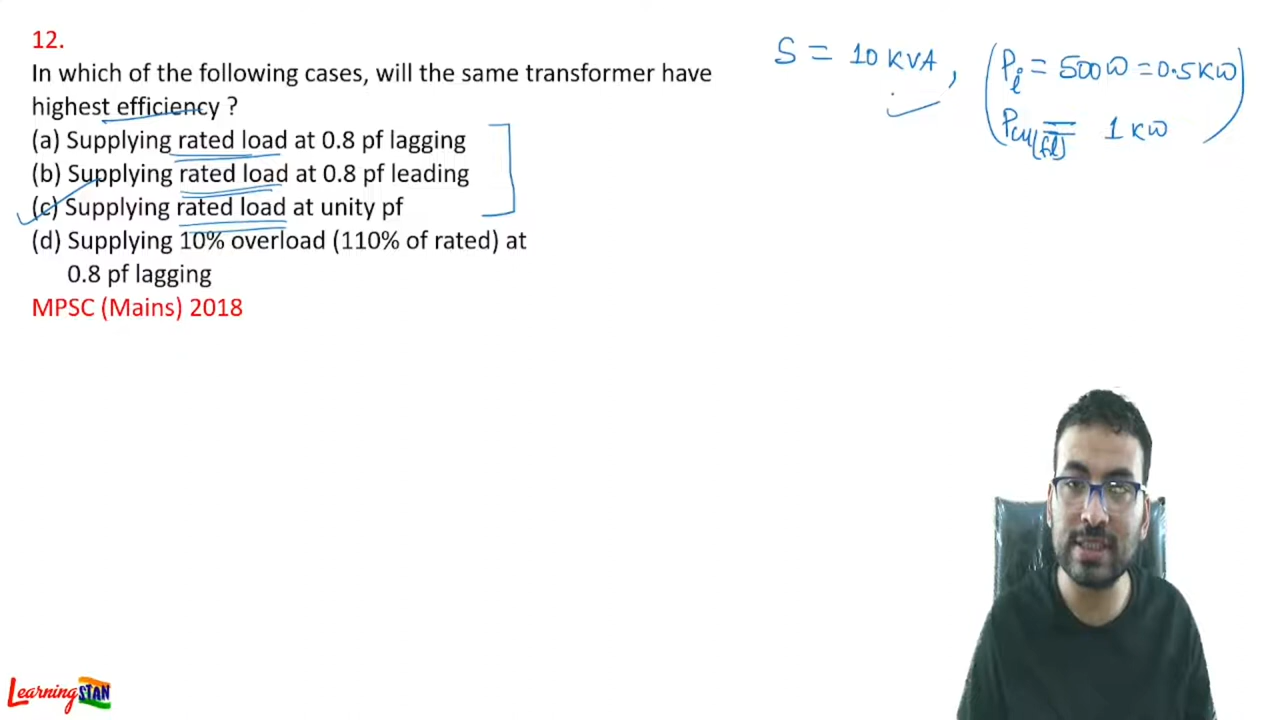 12.
In which of the following cases, will the same transformer have
highest efficiency ?
(a) Supplying rated load at 0.8 pf lagging
(b) Supplying rated load at 0.8 pf leading
(c) Supplying rated load at unity pf
(d) Supplying 10% overload (110% of rated) at
0.8 pf lagging
MPSC (Mains) 2018
S = 10 KVA, (Pi = 500W = 0.5KW
Pcu(fl) = 1 KW)
LearningSTAN